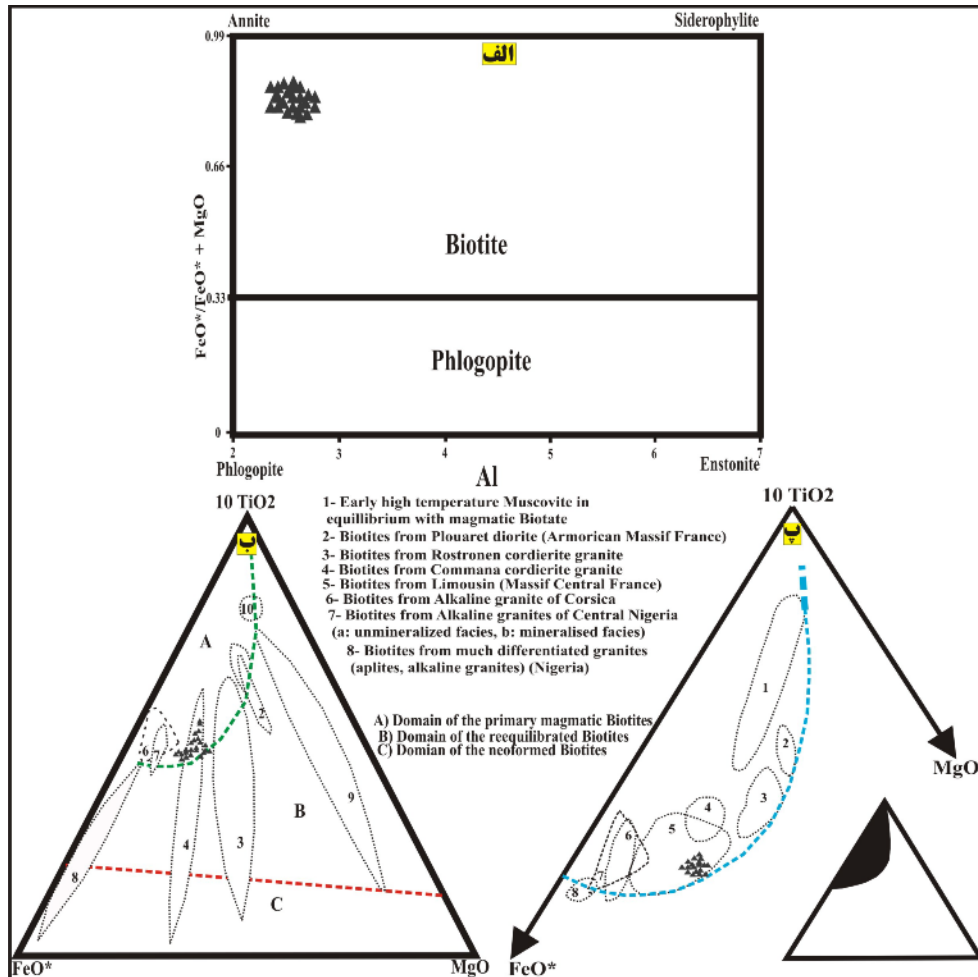 Annite
Siderophylite
الف
0.99
0.66
0.33
0
FeO*/FeO* + MgO
Biotite
Phlogopite
2
3
4
5
6
7
Phlogopite
Enstonite
Al
10 TiO2
ب
10
A
2
6
7
4
3
9
B
8
C
FeO*
MgO
1- Early high temperature Muscovite in
equillibrium with magmatic Biotate
2- Biotites from Plouaret diorite (Armorican Massif France)
3- Biotites from Rostronen cordierite granite
4- Biotites from Commana cordierite granite
5- Biotites from Limousin (Massif Central France)
6- Biotites from Alkaline granite of Corsica
7- Biotites from Alkaline granites of Central Nigeria
(a: unmineralized facies, b: mineralised facies)
8- Biotites from much differentiated granites
(aplites, alkaline granites) (Nigeria)
A) Domain of the primary magmatic Biotites
B) Domain of the reequilibrated Biotites
C) Domian of the neoformed Biotites
10 TiO2
پ
1
2
3
4
5
6
7
8
MgO
FeO*